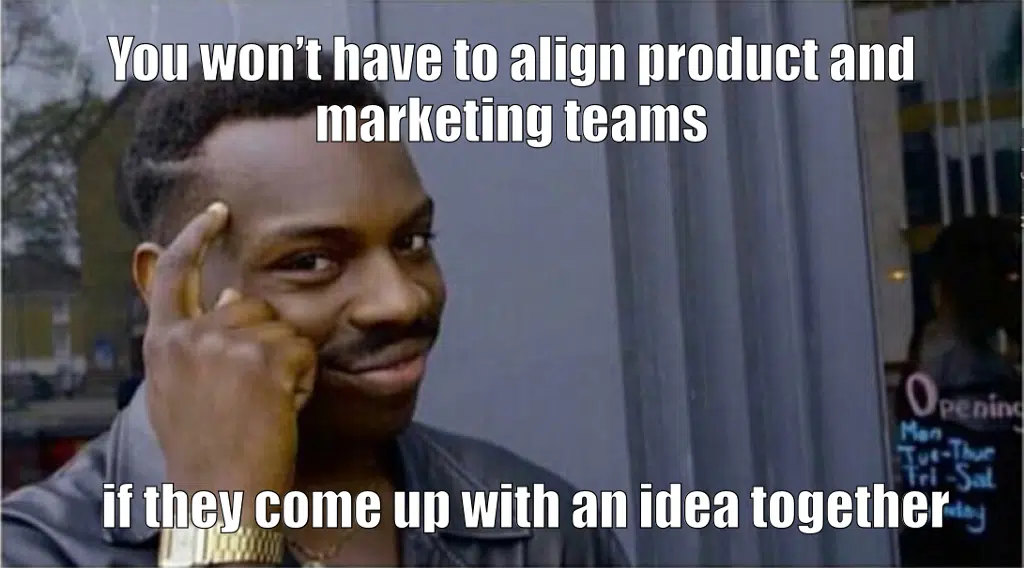 You won’t have to align product and
marketing teams
Opening
Mon
Tue-Thur
Fri-Sat
if they come up with an idea together